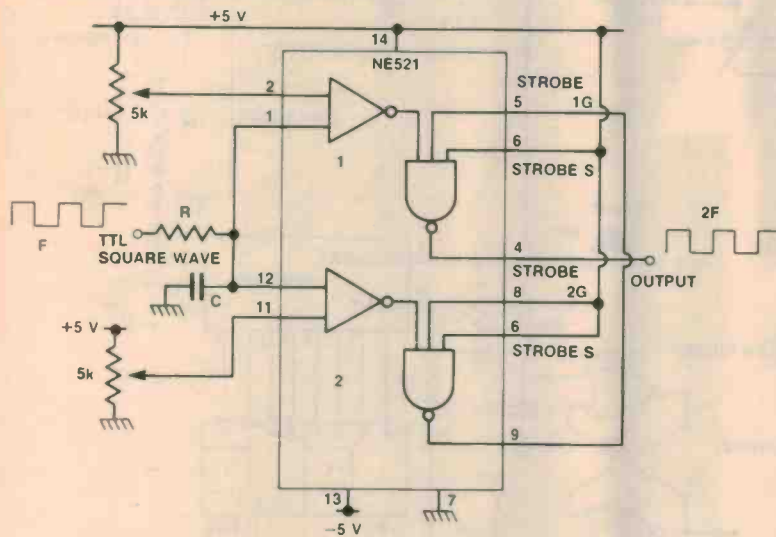 +5 V
14
NE521
2
STROBE
5k
5
1G
1
6
1
STROBE S
2F
R
F
TTL
SQUARE WAVE
4
STROBE
OUTPUT
12
8
2G
C
11
6
+5 V
STROBE S
5k
2
9
13
7
-5 V